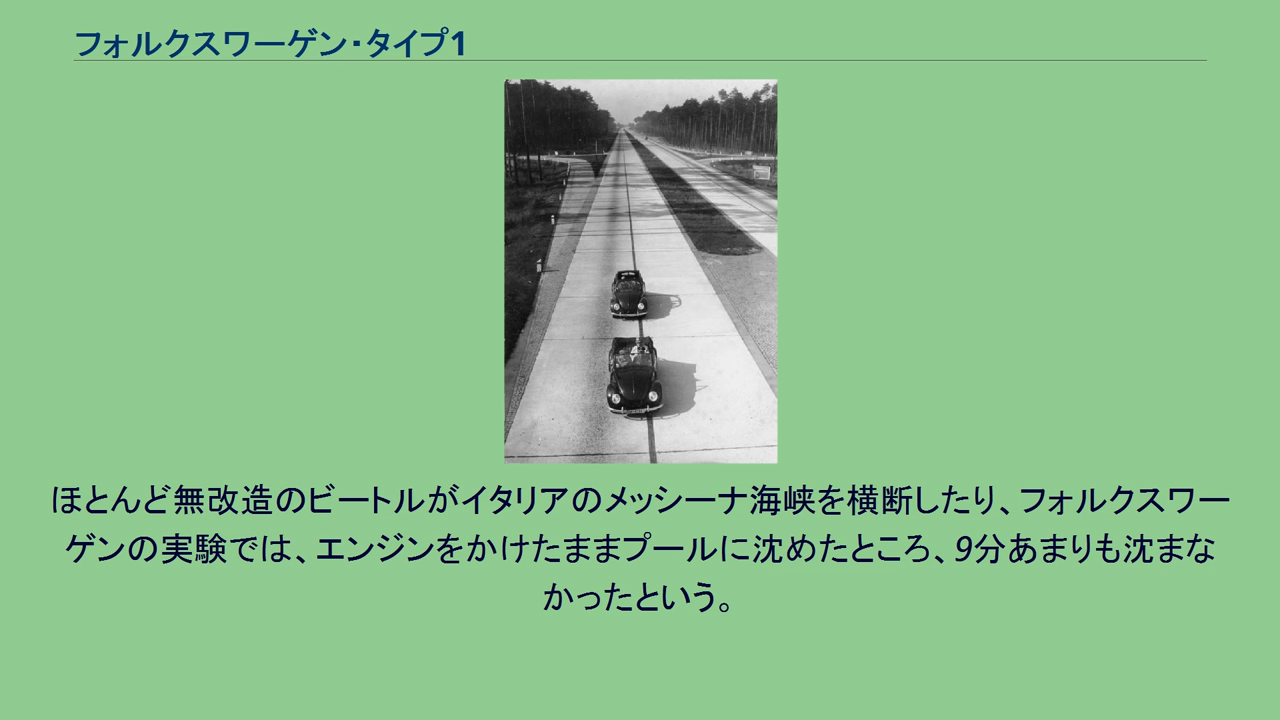 フォルクスワーゲン・タイプ1
ほとんど無改造のビートルがイタリアのメッシーナ海峡を横断したり、フォルクスワー
ゲンの実験では、エンジンをかけたままプールに沈めたところ、9分あまりも沈まな
かったという。